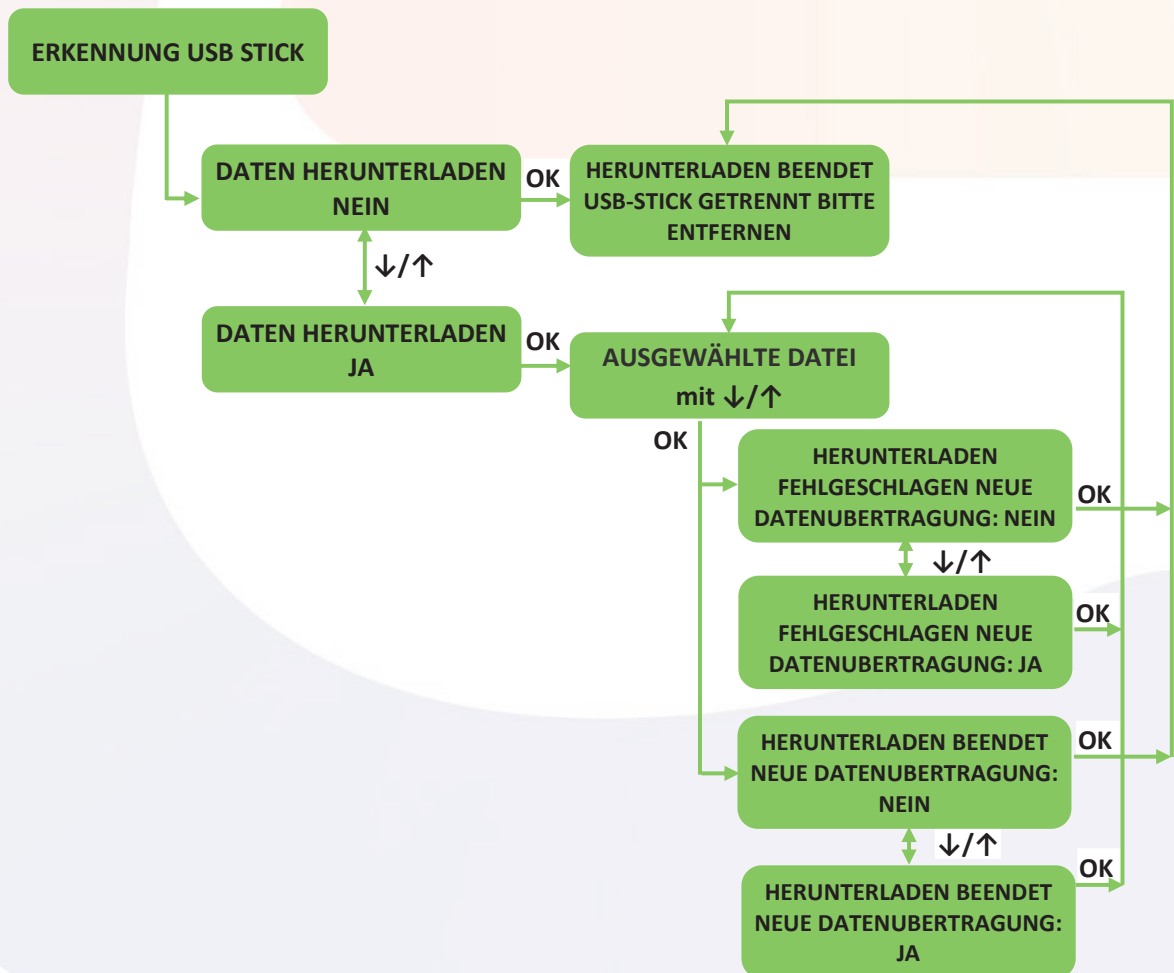 ERKENNUNG USB STICK
DATEN HERUNTERLADEN
NEIN
OK
HERUNTERLADEN BEENDET
USB-STICK GETRENNT BITTE
ENTFERNEN
↓/↑
DATEN HERUNTERLADEN
JA
OK
AUSGEWÄHLTE DATEI
mit ↓/↑
OK
HERUNTERLADEN
FEHLGESCHLAGEN NEUE
DATENUBERTRAGUNG: NEIN
OK
↓/↑
HERUNTERLADEN
FEHLGESCHLAGEN NEUE
DATENUBERTRAGUNG: JA
OK
HERUNTERLADEN BEENDET
NEUE DATENUBERTRAGUNG:
NEIN
OK
↓/↑
HERUNTERLADEN BEENDET
NEUE DATENUBERTRAGUNG:
JA
OK